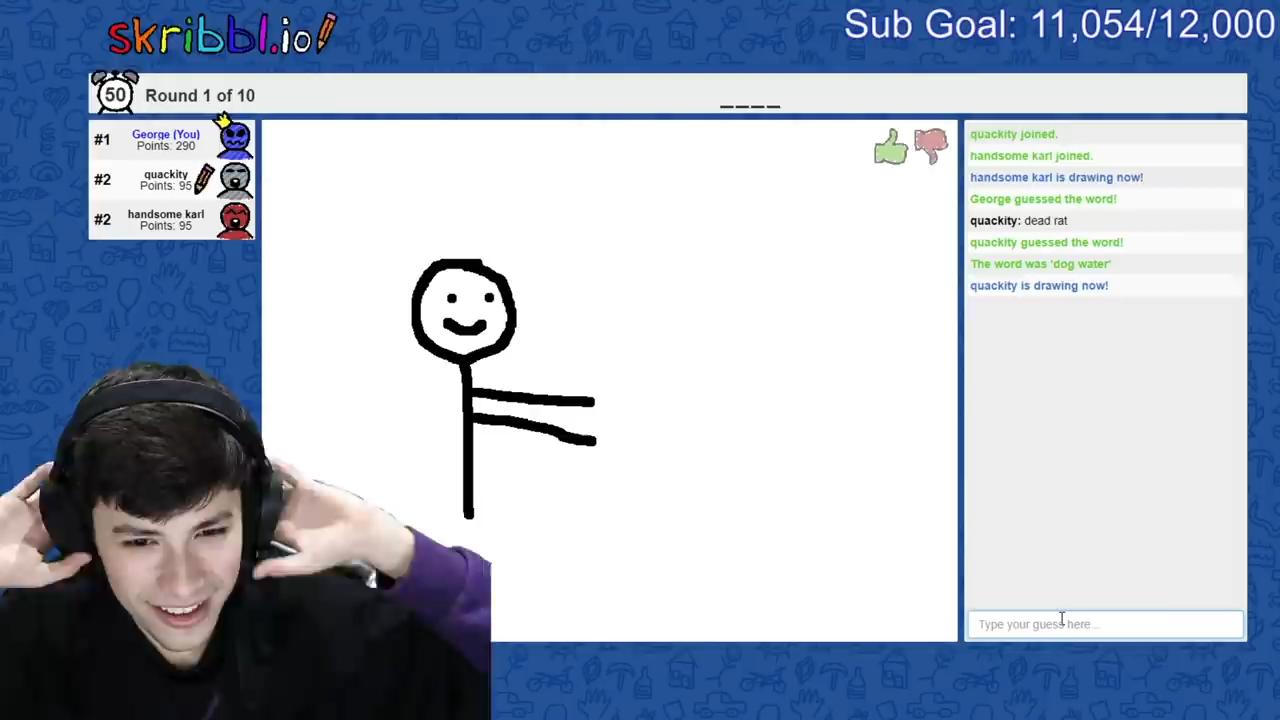 skribbl.io
Sub Goal: 11,054/12,000
50
Round 1 of 10
____
#1
George (You)
Points: 290
#2
quackity
Points: 95
#2
handsome karl
Points: 95
quackity joined.
handsome karl joined.
handsome karl is drawing now!
George guessed the word!
quackity: dead rat
quackity guessed the word!
The word was 'dog water'
quackity is drawing now!
Type your guess here...